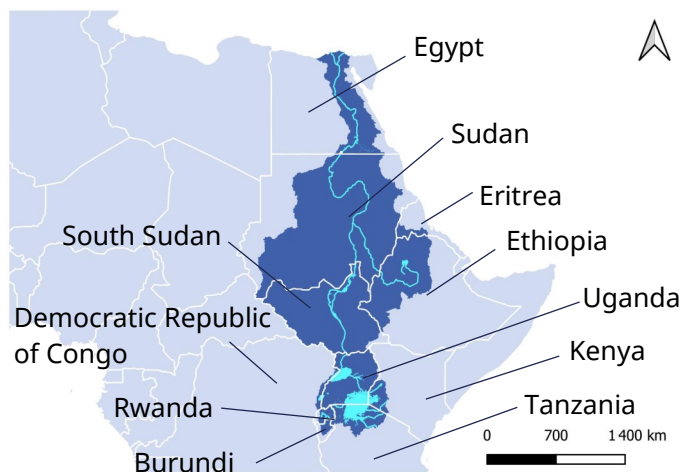 Egypt
Sudan
Eritrea
South Sudan
Ethiopia
Uganda
Democratic Republic
of Congo
Kenya
Rwanda
Tanzania
Burundi
0 700 1 400 km